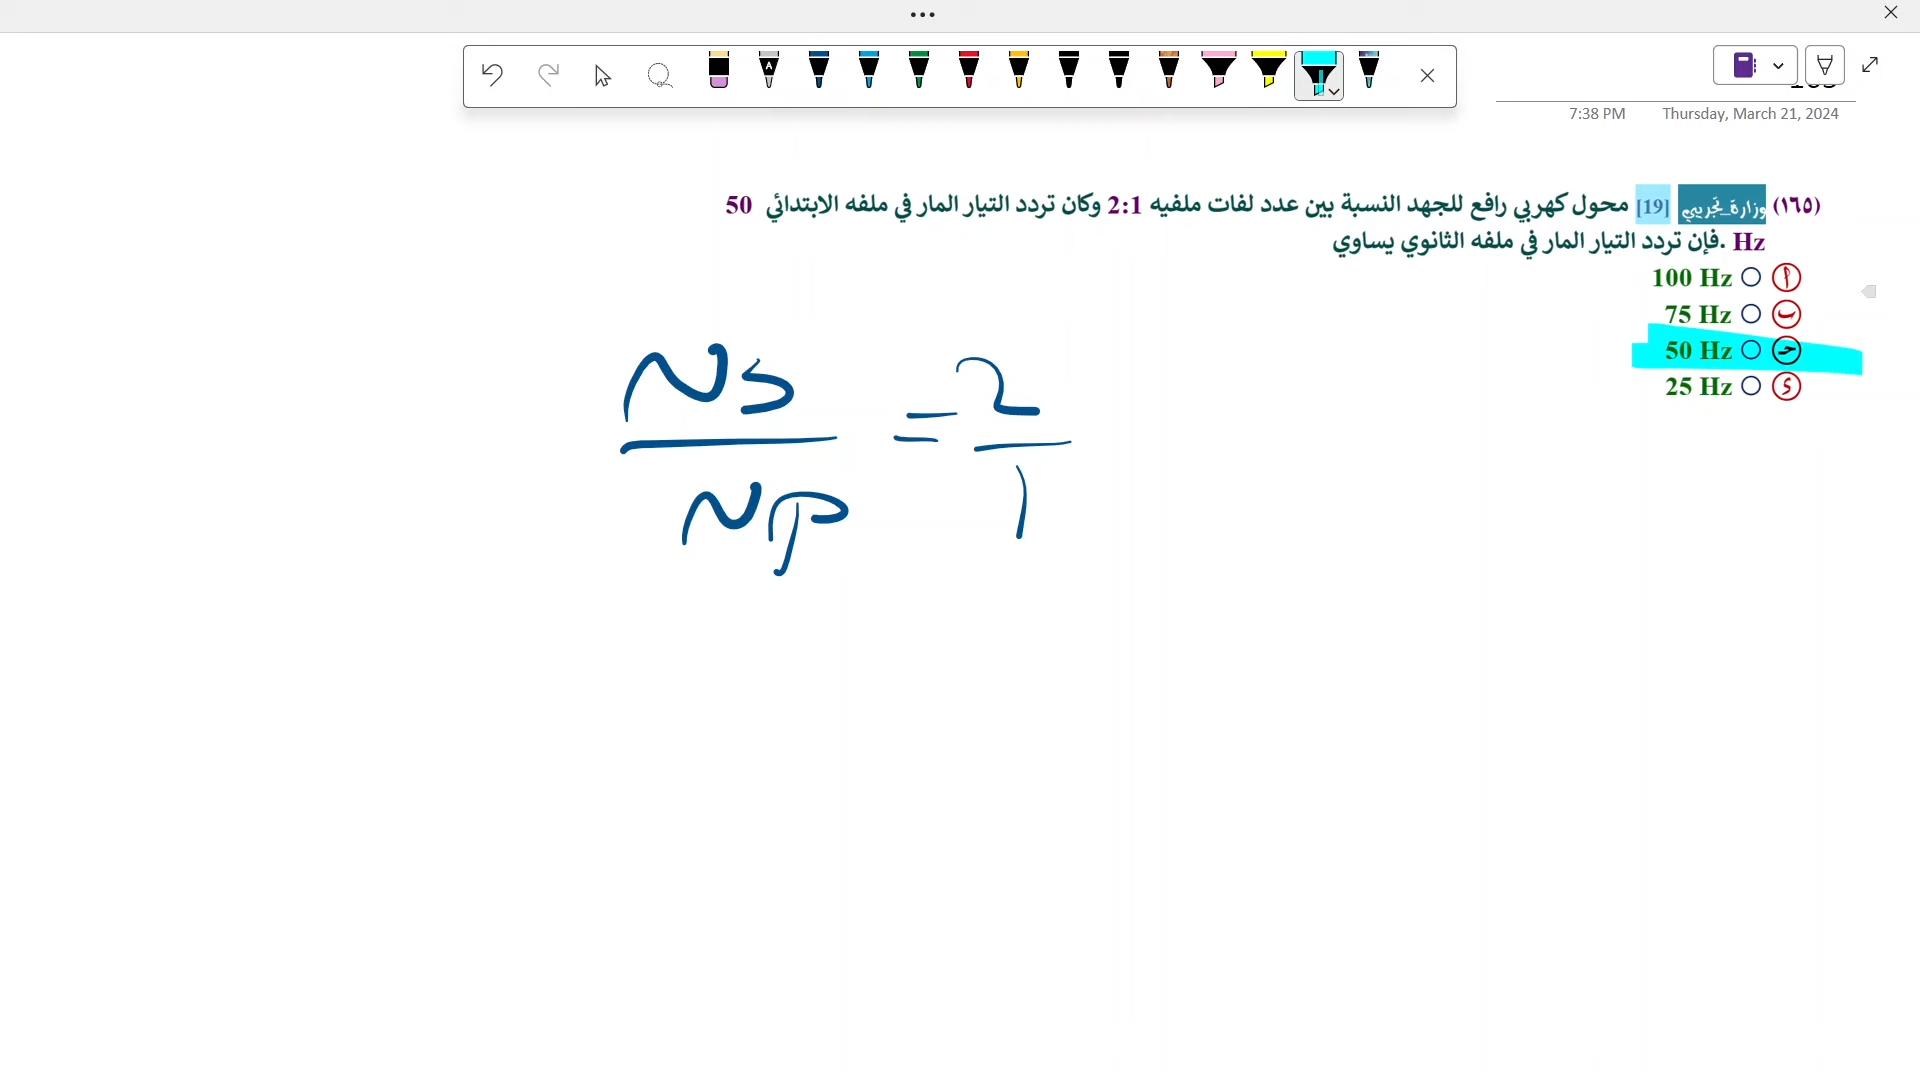 7:38 PM Thursday, March 21, 2024
(١٦٥) وزارة_تجريبي [19] محول كهربي رافع للجهد النسبة بين عدد لفات ملفيه 2:1 وكان تردد التيار المار في ملفه الابتدائي 50
Hz .فإن تردد التيار المار في ملفه الثانوي يساوي
أ 100 Hz
ب 75 Hz
حـ 50 Hz
د 25 Hz
Ns = 2
Np 1